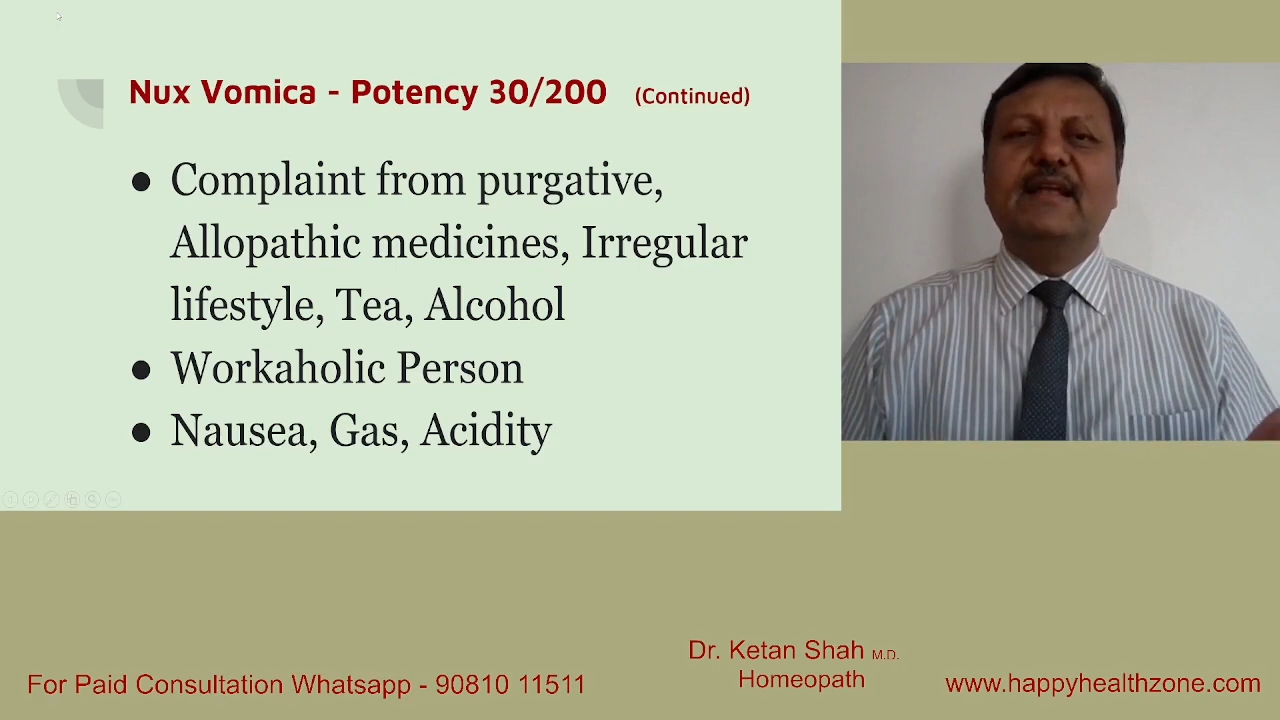 Nux Vomica - Potency 30/200 (Continued)
● Complaint from purgative,
Allopathic medicines, Irregular
lifestyle, Tea, Alcohol
● Workaholic Person
● Nausea, Gas, Acidity
Dr. Ketan Shah M.D.
Homeopath
For Paid Consultation Whatsapp - 90810 11511
www.happyhealthzone.com